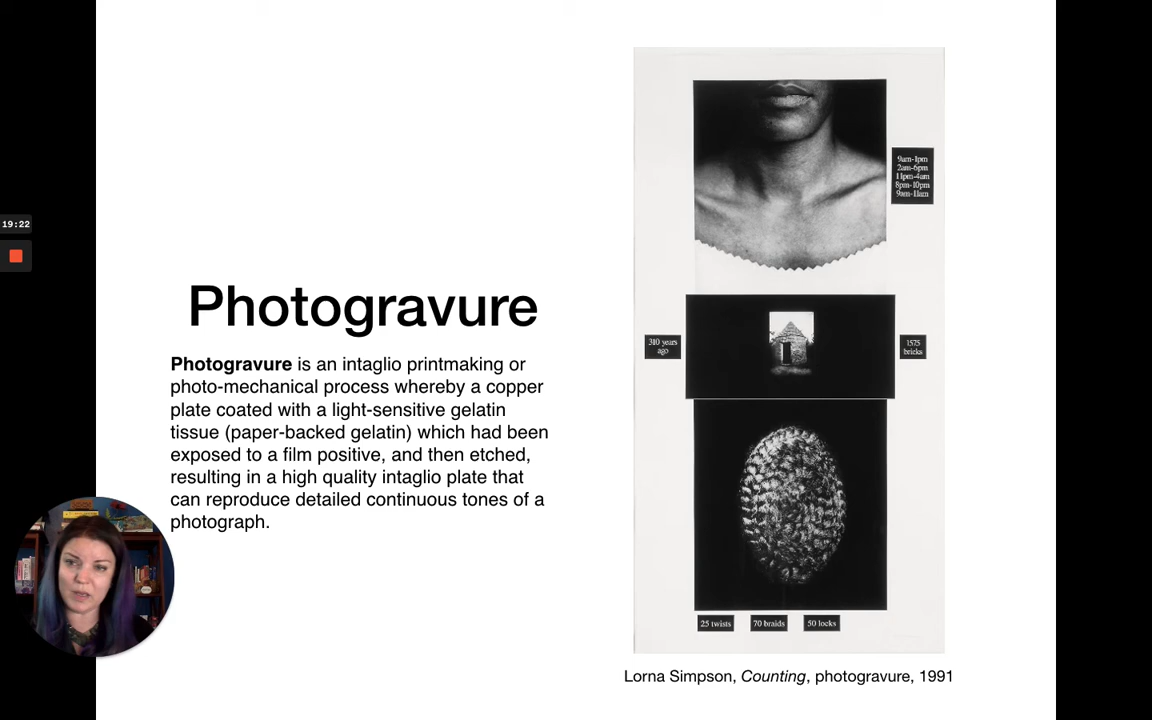 19:22
Photogravure
Photogravure is an intaglio printmaking or
photo-mechanical process whereby a copper
plate coated with a light-sensitive gelatin
tissue (paper-backed gelatin) which had been
exposed to a film positive, and then etched,
resulting in a high quality intaglio plate that
can reproduce detailed continuous tones of a
photograph.
9am-1pm
2am-6pm
11pm-4am
8pm-10pm
9am-11am
310 years
ago
1575
bricks
25 twists
70 braids
50 locks
Lorna Simpson, Counting, photogravure, 1991